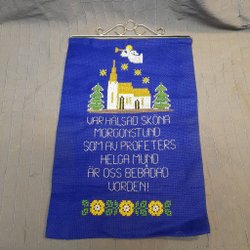 VAR HÄLSAD SKÖNA
MORGONSTUND
SOM AV PROFETERS
HELGA MUND
ÄR OSS BEBÅDAD
VORDEN!